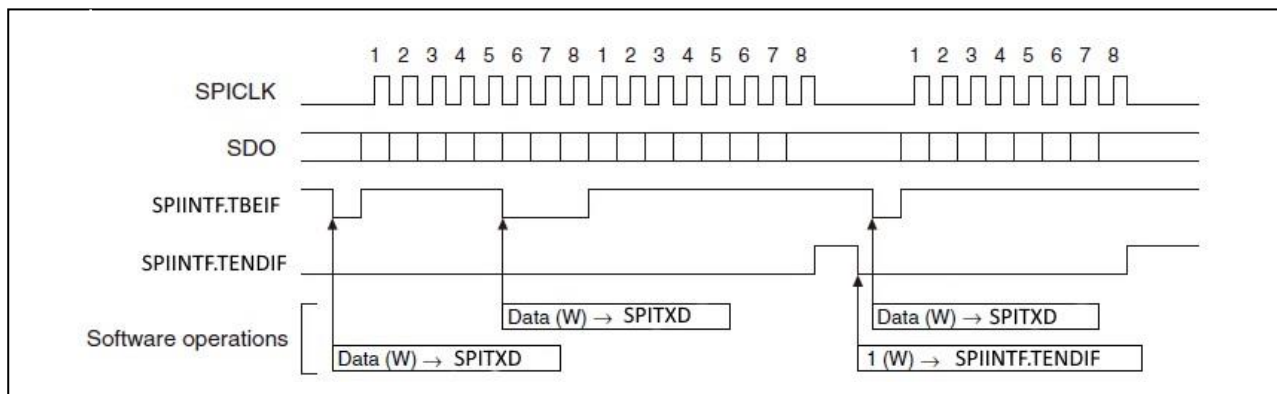 1 2 3 4 5 6 7 8 1 2 3 4 5 6 7 8 1 2 3 4 5 6 7 8
SPICLK
SDO
SPIINTF.TBEIF
SPIINTF.TENDIF
Data (W) → SPITXD Data (W) → SPITXD
Software operations
Data (W) → SPITXD 1 (W) → SPIINTF.TENDIF